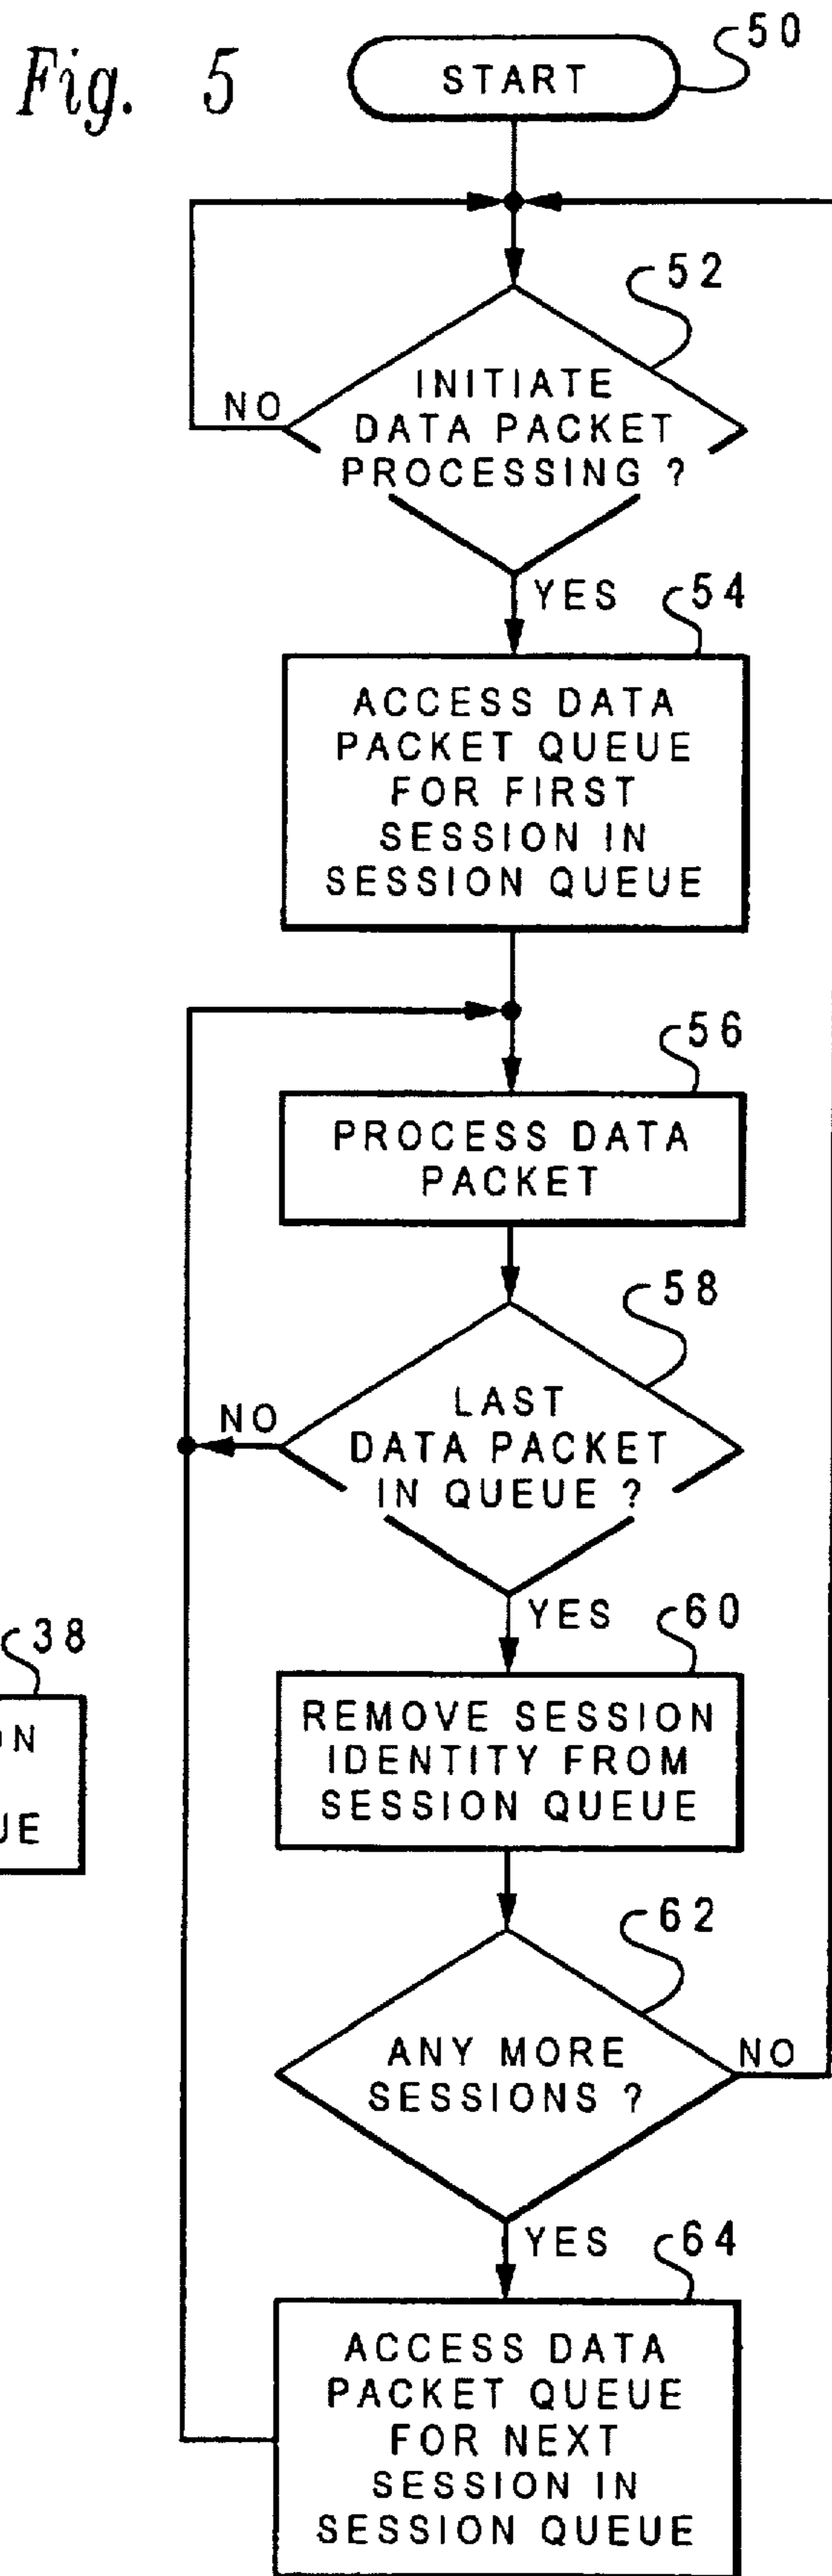 Fig. 5
START
50
52
INITIATE
DATA PACKET
PROCESSING ?
NO
YES
54
ACCESS DATA
PACKET QUEUE
FOR FIRST
SESSION IN
SESSION QUEUE
56
PROCESS DATA
PACKET
58
LAST
DATA PACKET
IN QUEUE ?
NO
YES
60
REMOVE SESSION
IDENTITY FROM
SESSION QUEUE
38
62
ANY MORE
SESSIONS ?
NO
YES
64
ACCESS DATA
PACKET QUEUE
FOR NEXT
SESSION IN
SESSION QUEUE